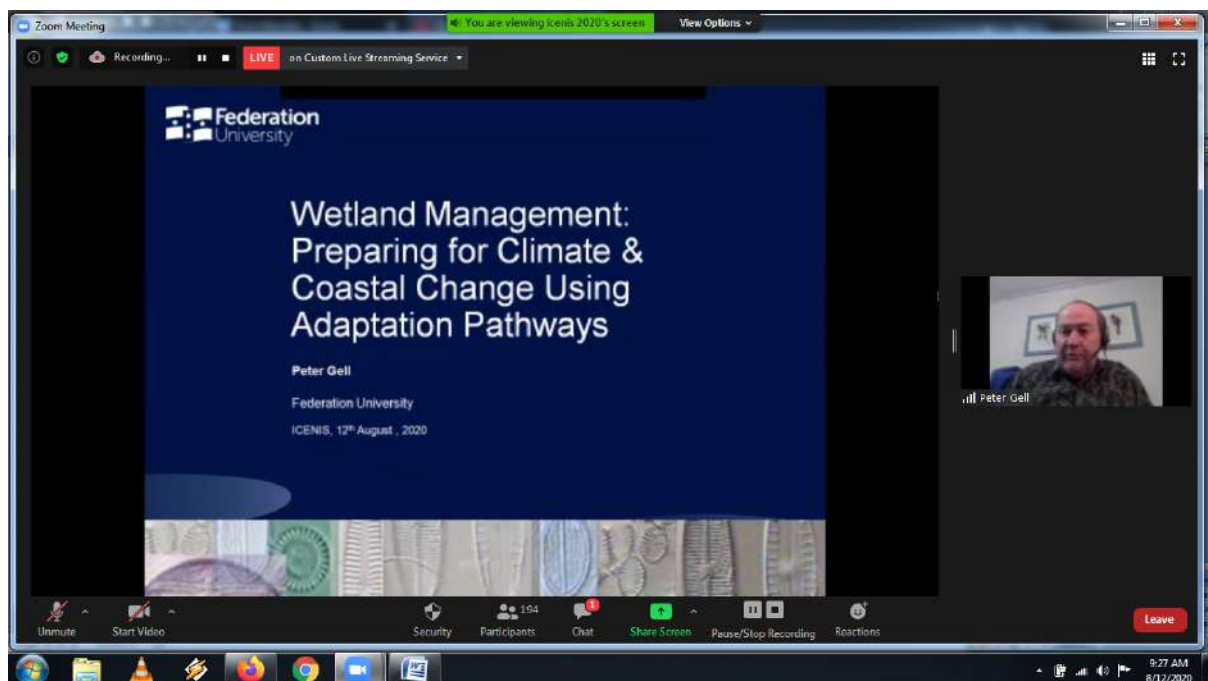 Zoom Meeting
You are viewing icenis 2020's screen
View Options
Recording...
LIVE
on Custom Live Streaming Service
Federation
University
Wetland Management:
Preparing for Climate &
Coastal Change Using
Adaptation Pathways
Peter Gell
Federation University
ICENIS, 12th August , 2020
Peter Gell
Unmute
Start Video
Security
194
Participants
1
Chat
Share Screen
Pause/Stop Recording
Reactions
Leave
9:27 AM
8/12/2020